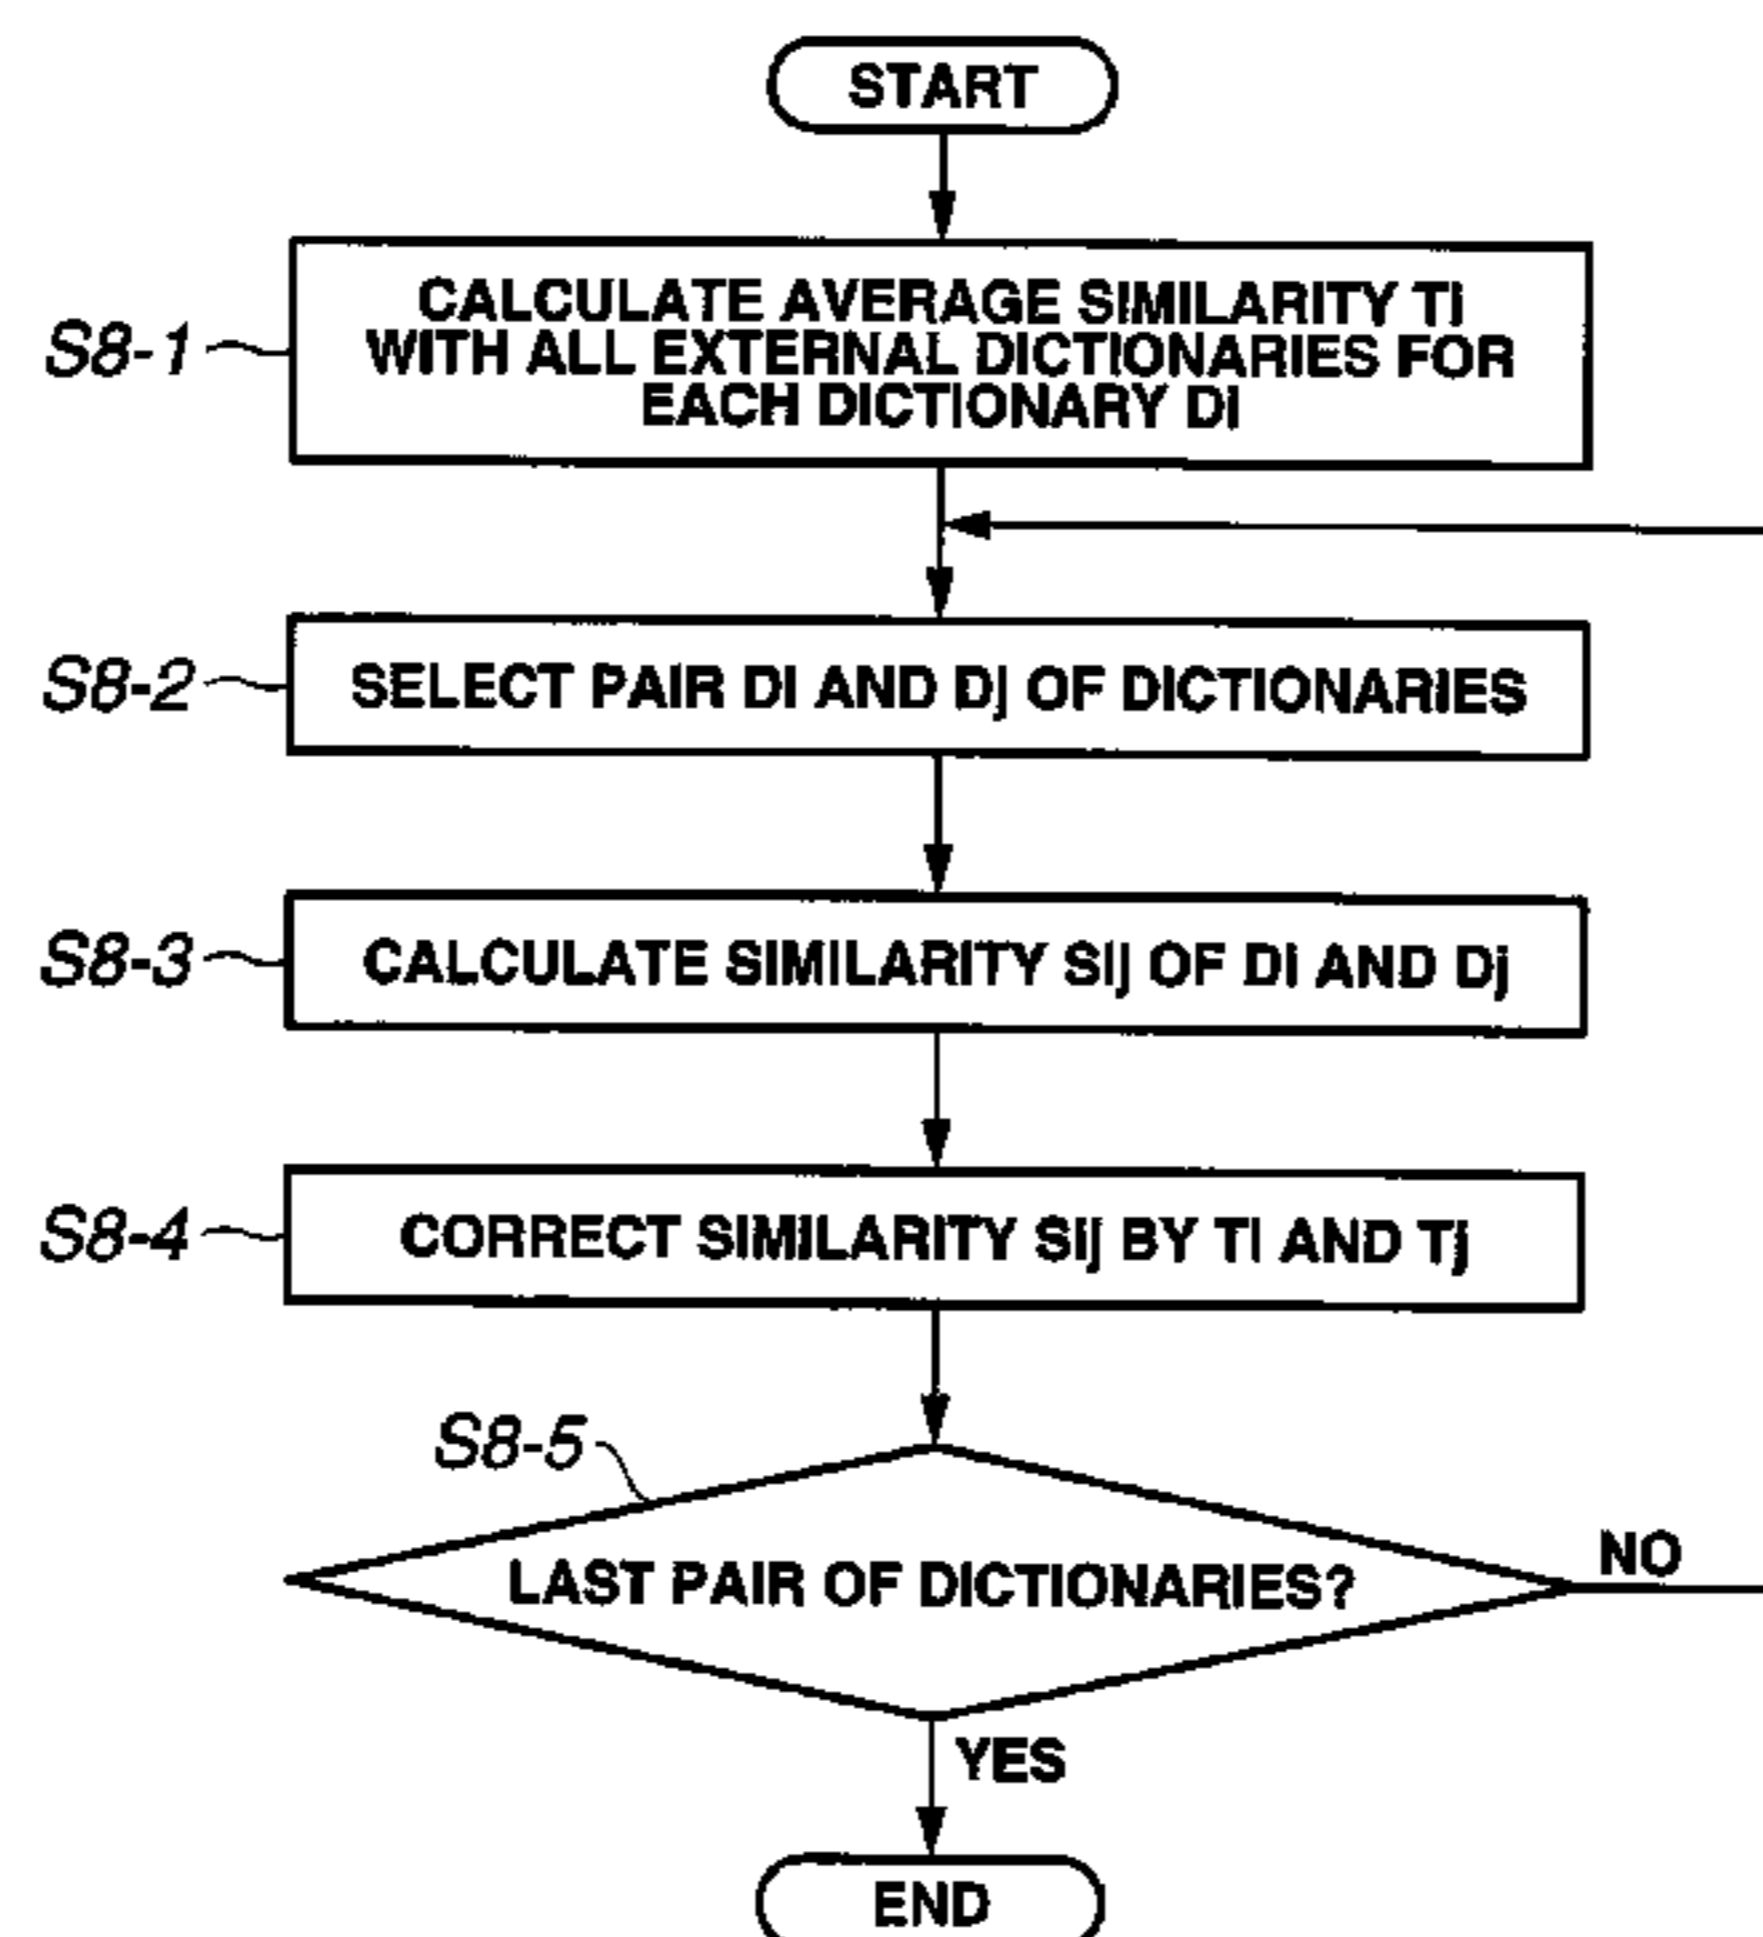 START
S8-1
CALCULATE AVERAGE SIMILARITY Ti
WITH ALL EXTERNAL DICTIONARIES FOR
EACH DICTIONARY Di
S8-2
SELECT PAIR Di AND Dj OF DICTIONARIES
S8-3
CALCULATE SIMILARITY Sij OF Di AND Dj
S8-4
CORRECT SIMILARITY Sij BY Ti AND Tj
S8-5
LAST PAIR OF DICTIONARIES?
NO
YES
END